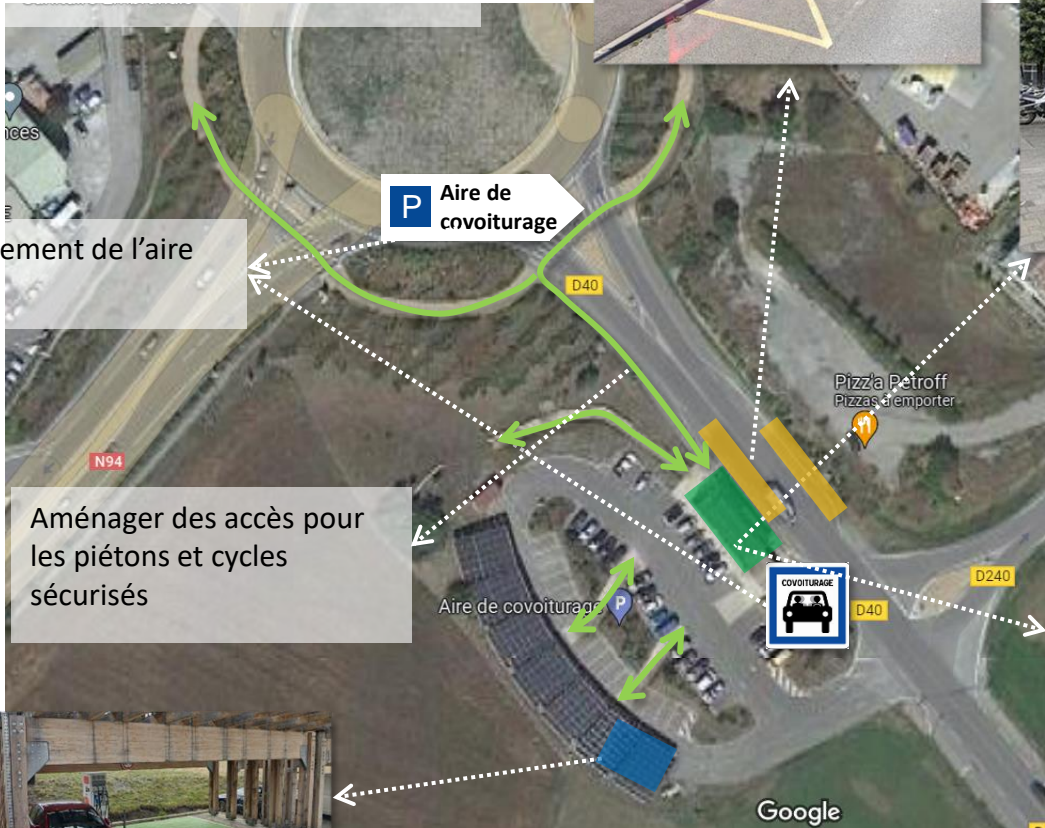 P Aire de
covoiturage
nces
ement de l'aire
D40
Pizz'a Petroff
Pizzas à emporter
N94
Aménager des accès pour
les piétons et cycles
sécurisés
Aire de covoiturage P
COVOITURAGE
D40
D240
Google